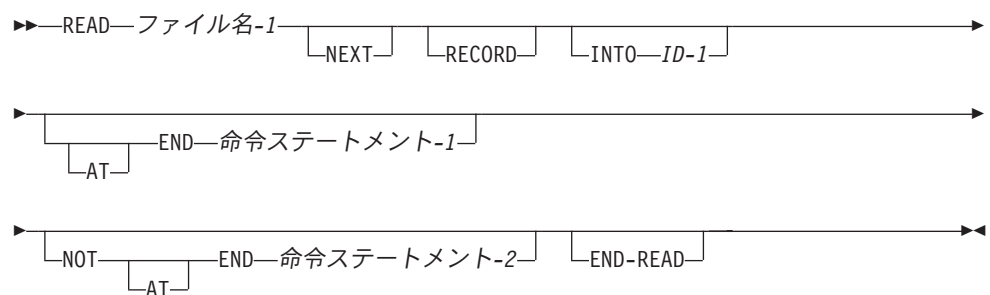 READ ファイル名-1
NEXT RECORD INTO ID-1
END 命令ステートメント-1
AT
NOT END 命令ステートメント-2 END-READ
AT